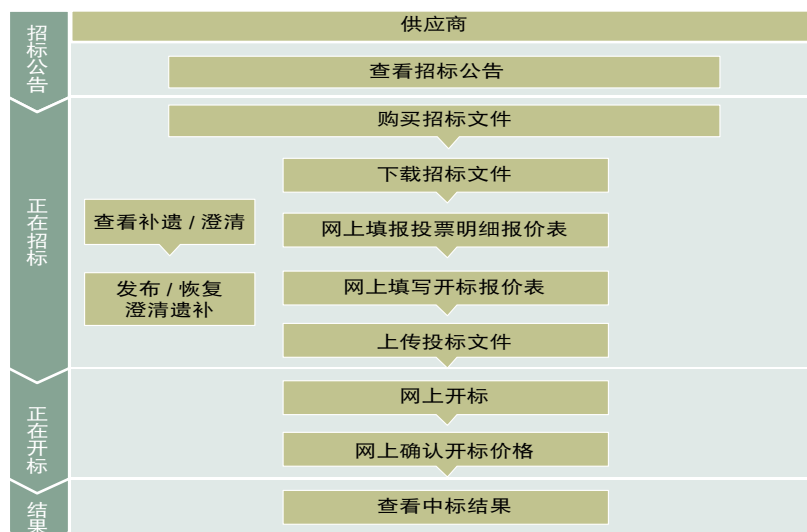 供应商
招标公告
查看招标公告
正在招标
购买招标文件
下载招标文件
查看补遗 / 澄清
网上填报投票明细报价表
发布 / 恢复
澄清遗补
网上填写开标报价表
上传投标文件
正在开标
网上开标
网上确认开标价格
结果
查看中标结果